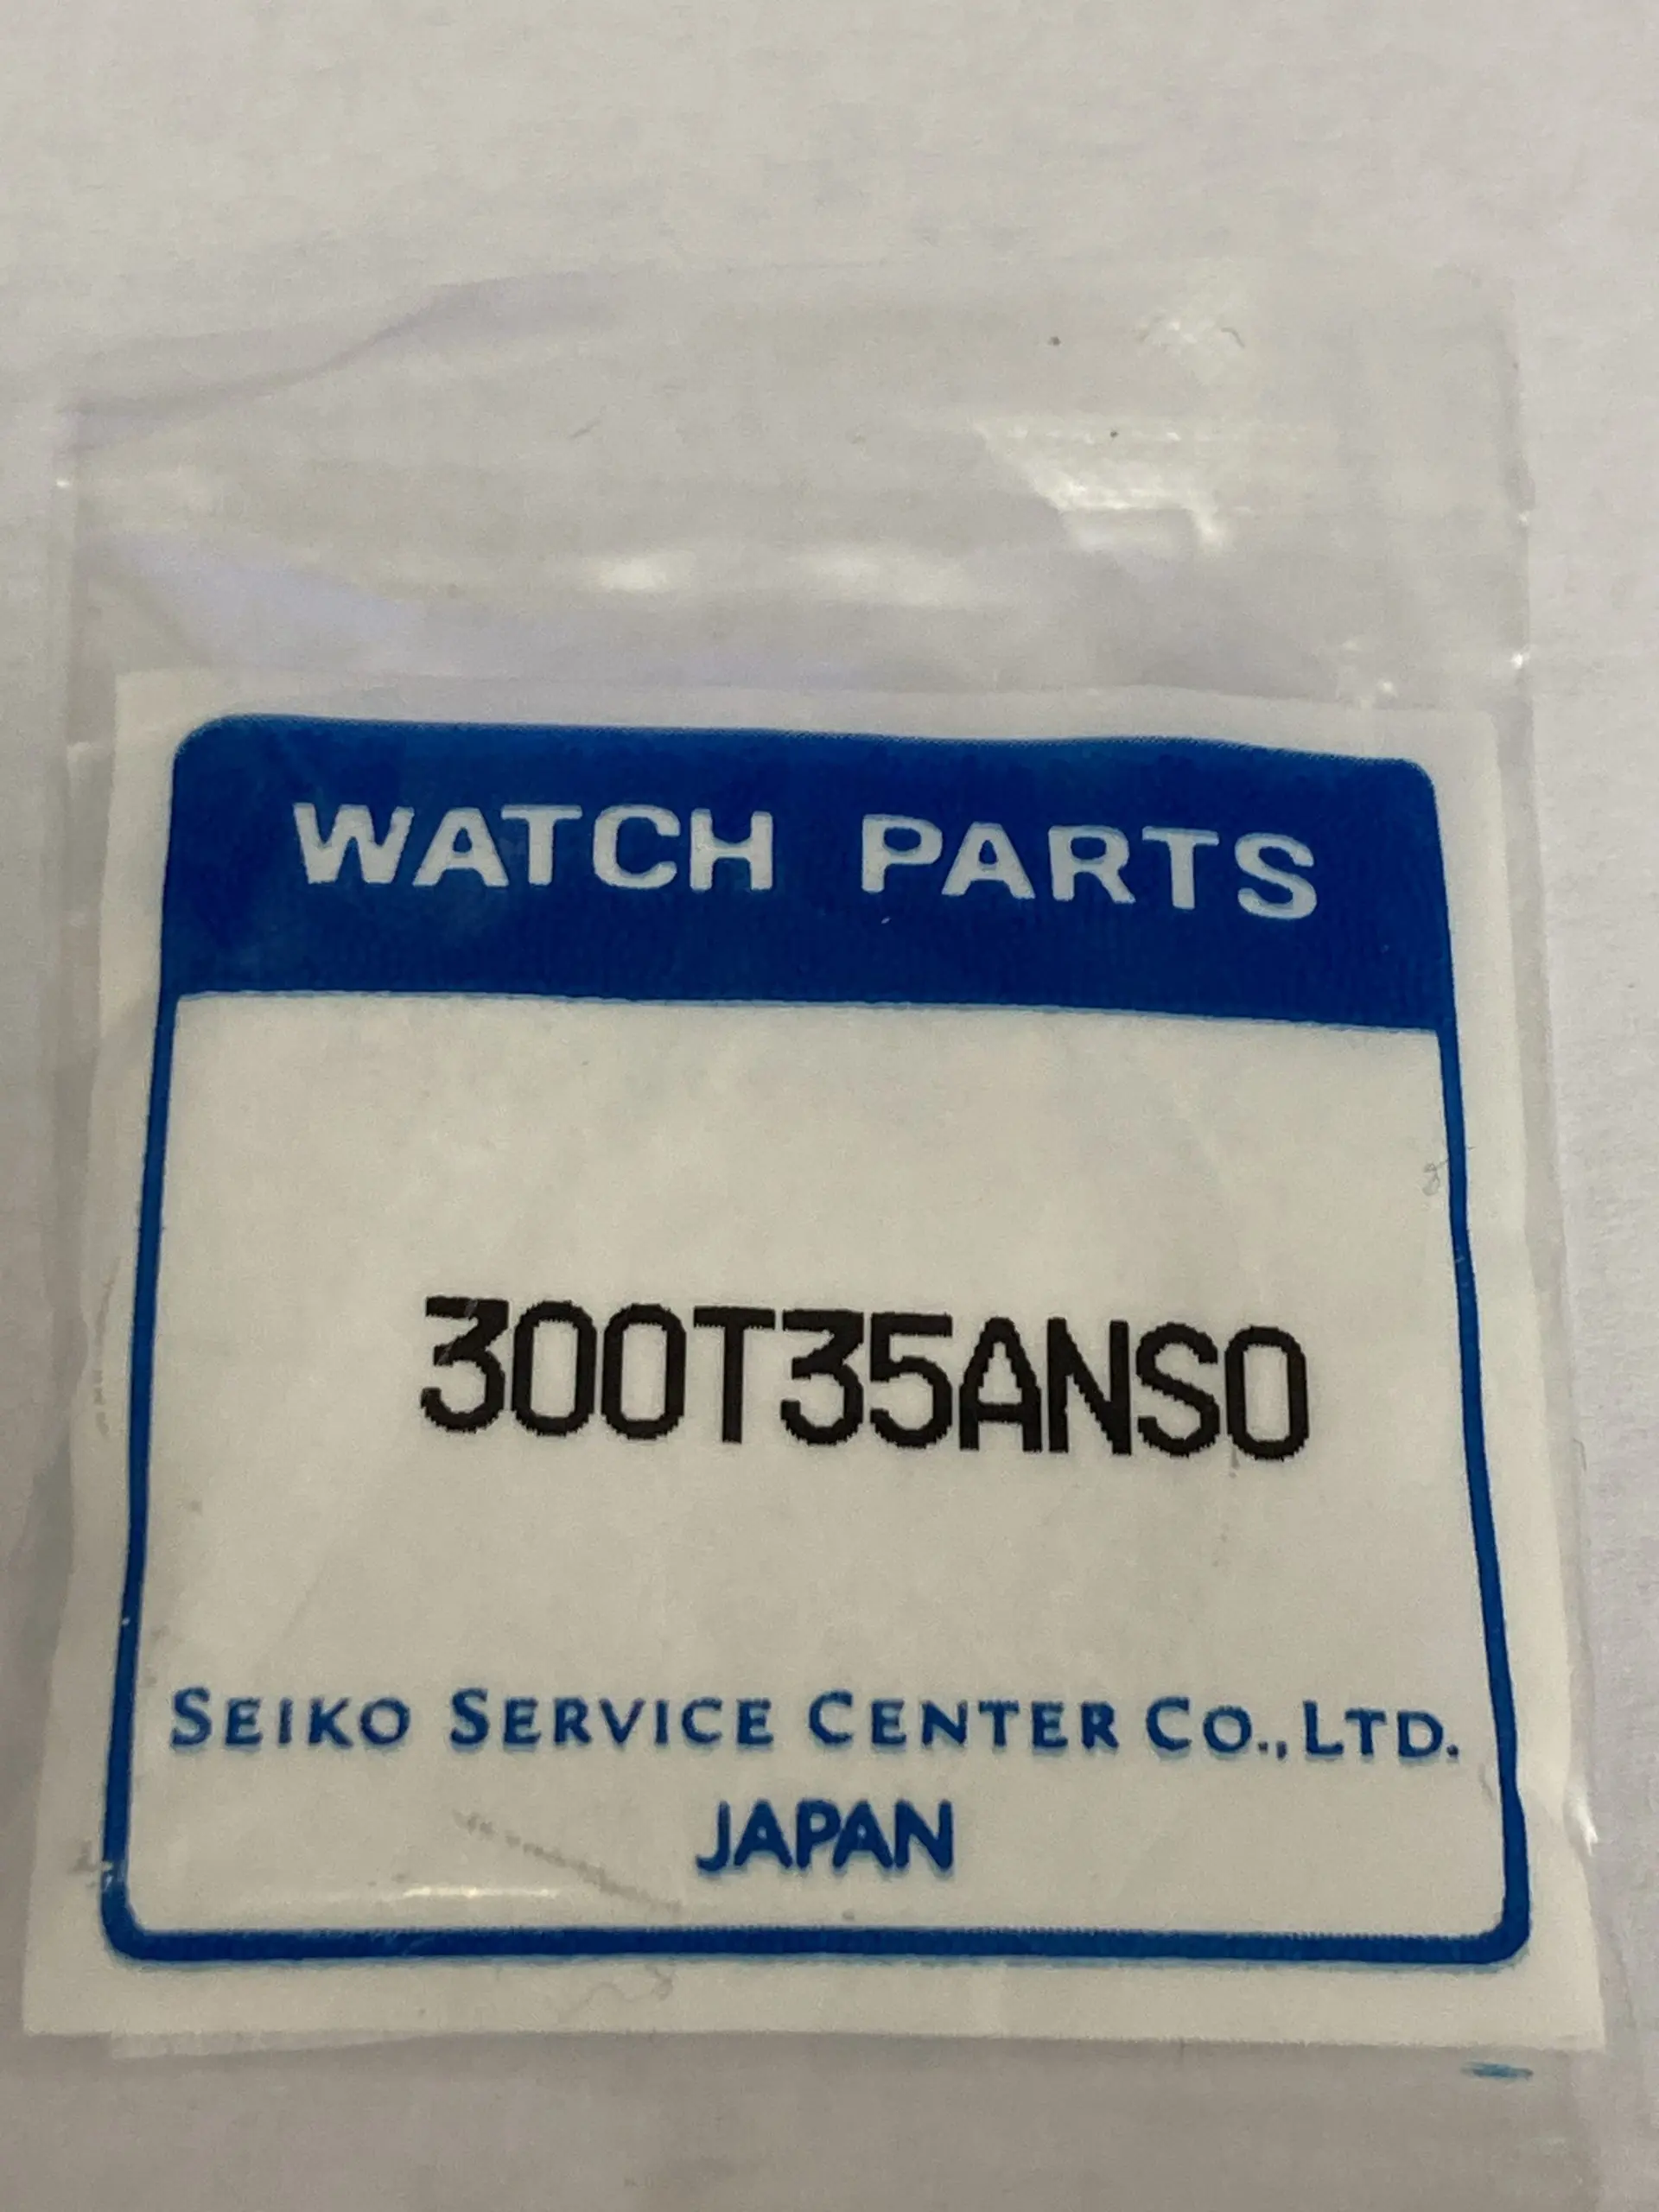 WATCH PARTS
300T35ANS0
SEIKO SERVICE CENTER CO., LTD.
JAPAN